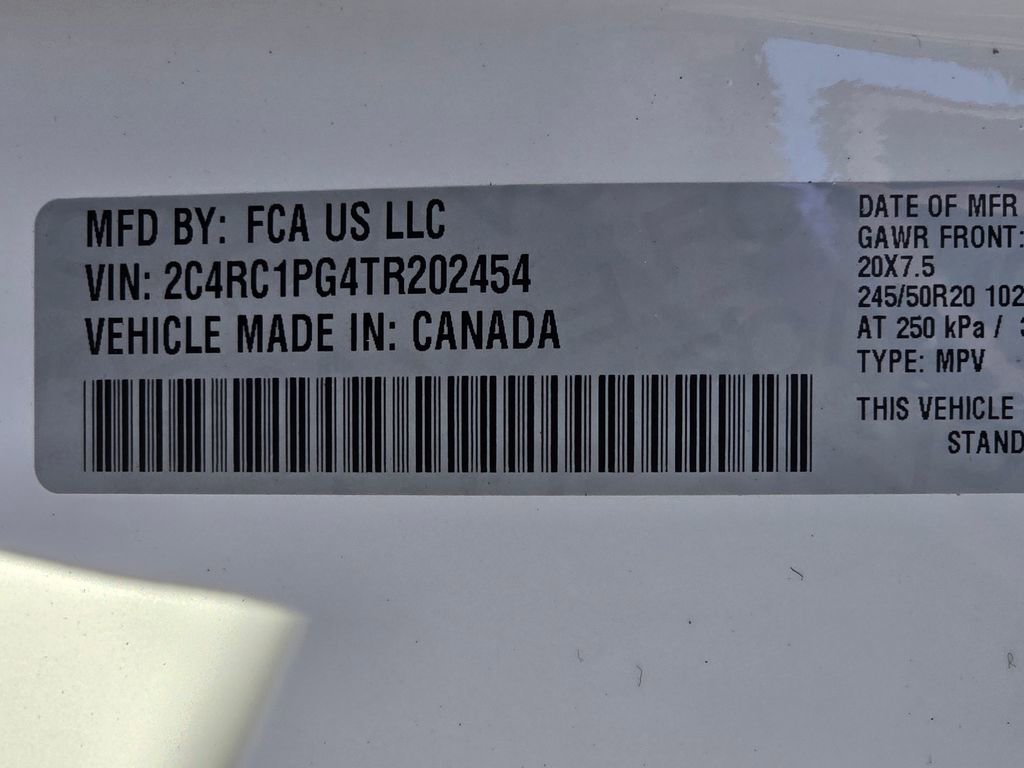 MFD BY: FCA US LLC
VIN: 2C4RC1PG4TR202454
VEHICLE MADE IN: CANADA
DATE OF MFR
GAWR FRONT:
20X7.5
245/50R20 102
AT 250 kPa /
TYPE: MPV
THIS VEHICLE
STAND